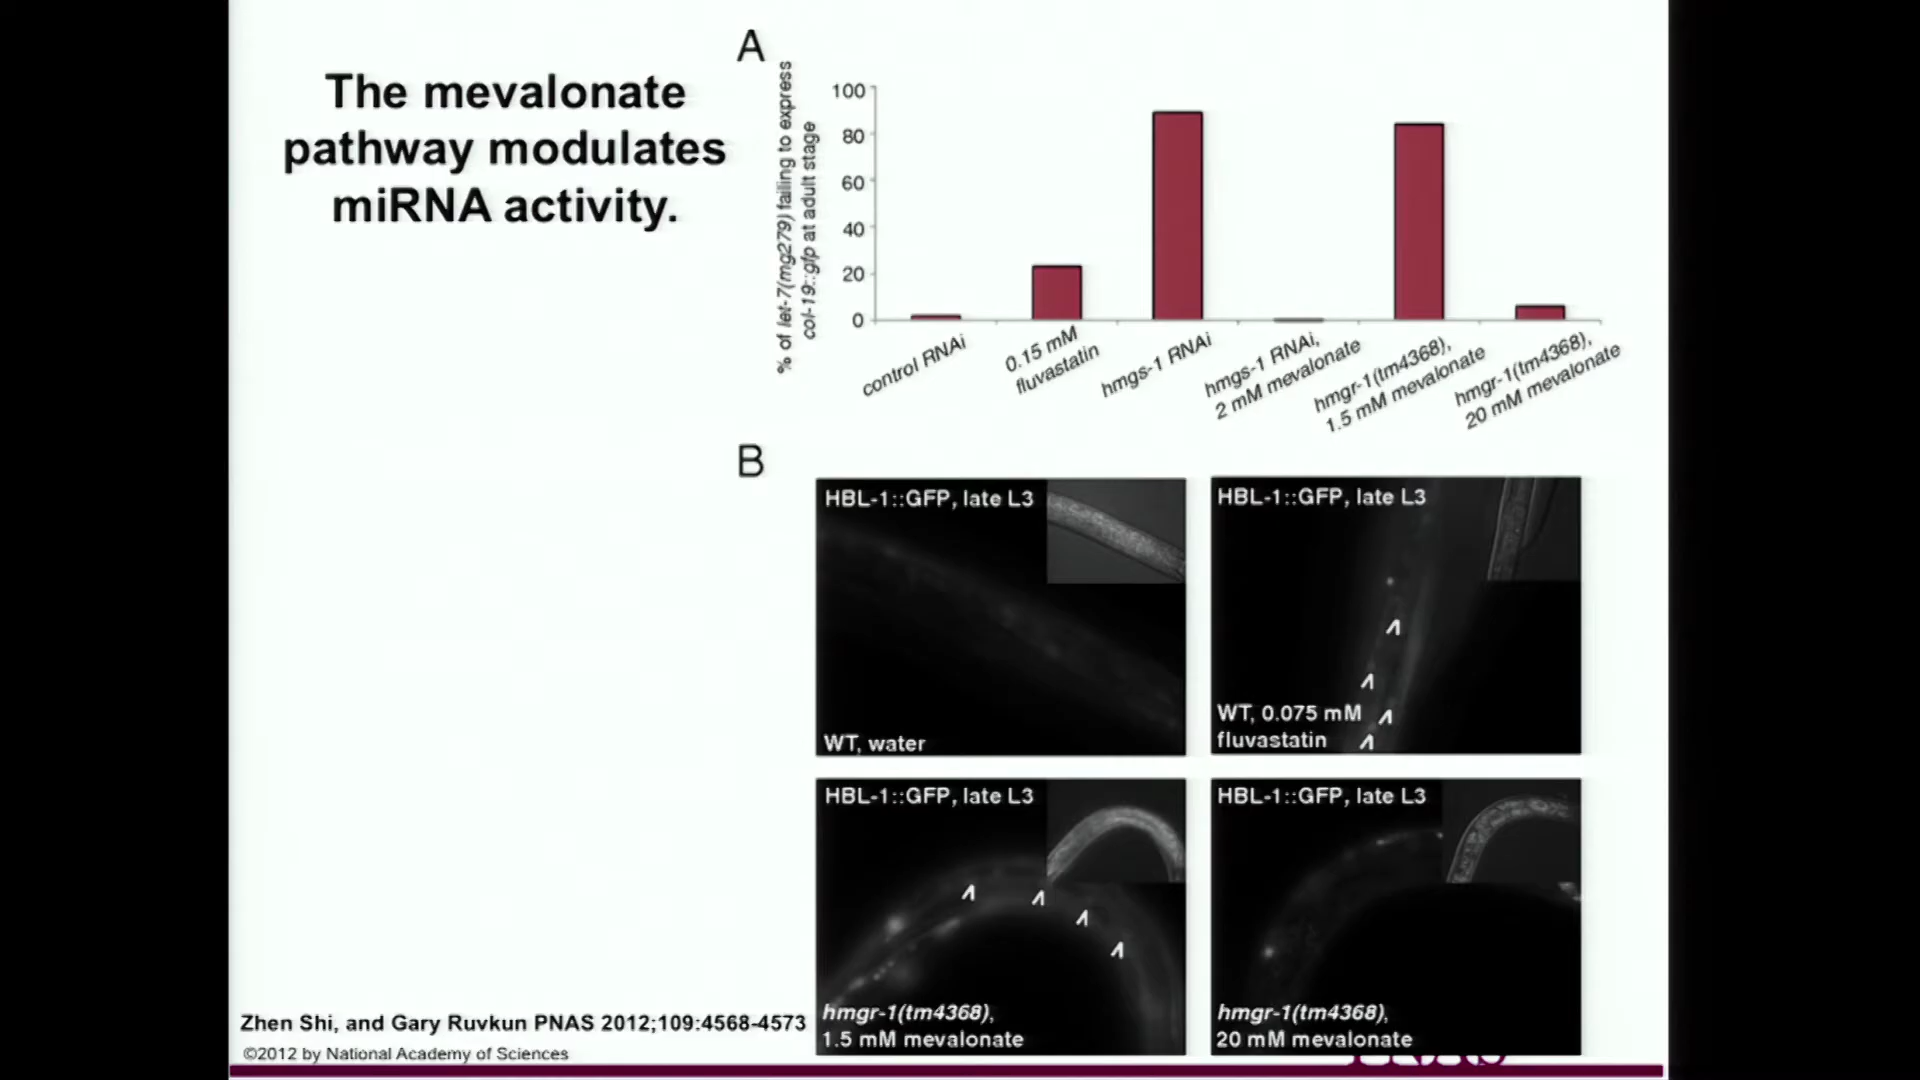 The mevalonate
pathway modulates
miRNA activity.
A
% of let-7(mg279) failing to express
col-19::gfp at adult stage
100
80
60
40
20
0
control RNAi
0.15 mM
fluvastatin
hmgs-1 RNAi
hmgs-1 RNAi,
2 mM mevalonate
hmgr-1(tm4368),
1.5 mM mevalonate
hmgr-1(tm4368),
20 mM mevalonate
B
HBL-1::GFP, late L3
WT, water
HBL-1::GFP, late L3
WT, 0.075 mM
fluvastatin
HBL-1::GFP, late L3
hmgr-1(tm4368),
1.5 mM mevalonate
HBL-1::GFP, late L3
hmgr-1(tm4368),
20 mM mevalonate
Zhen Shi, and Gary Ruvkun PNAS 2012;109:4568-4573
©2012 by National Academy of Sciences